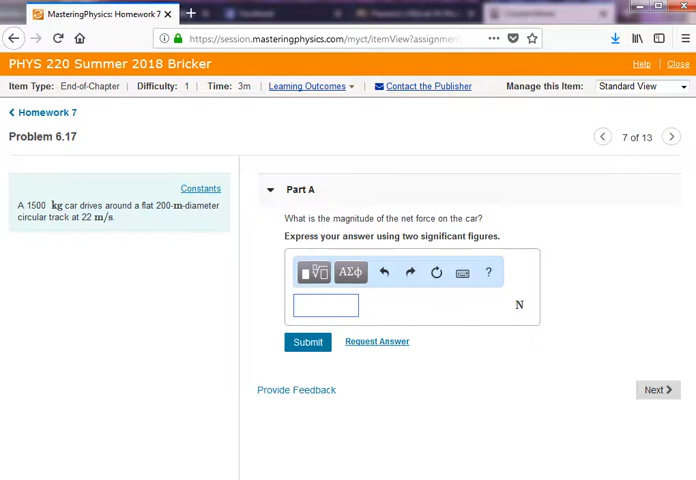 MasteringPhysics: Homework 7
https://session.masteringphysics.com/myct/itemView?assignment
PHYS 220 Summer 2018 Bricker
Help | Close
Item Type: End-of-Chapter | Difficulty: 1 | Time: 3m | Learning Outcomes | Contact the Publisher
Manage this Item: Standard View
Homework 7
Problem 6.17
7 of 13
Constants
A 1500 kg car drives around a flat 200-m-diameter
circular track at 22 m/s.
Part A
What is the magnitude of the net force on the car?
Express your answer using two significant figures.
ΑΣφ
?
N
Submit
Request Answer
Provide Feedback
Next